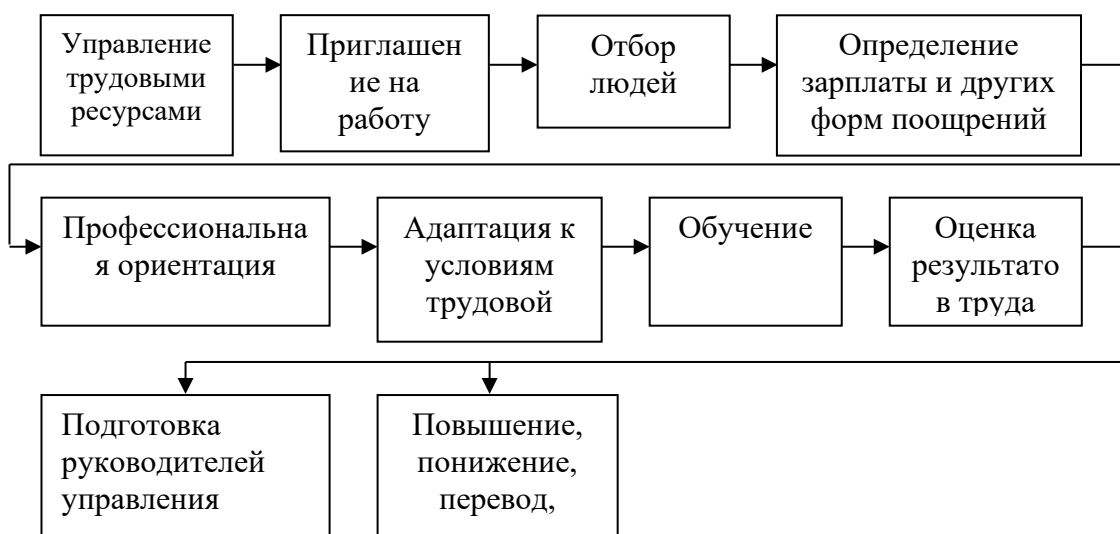 Управление
трудовыми
ресурсами
Приглашен
ие на
работу
Отбор
людей
Определение
зарплаты и других
форм поощрений
Профессиональна
я ориентация
Адаптация к
условиям
трудовой
Обучение
Оценка
результато
в труда
Подготовка
руководителей
управления
Повышение,
понижение,
перевод,